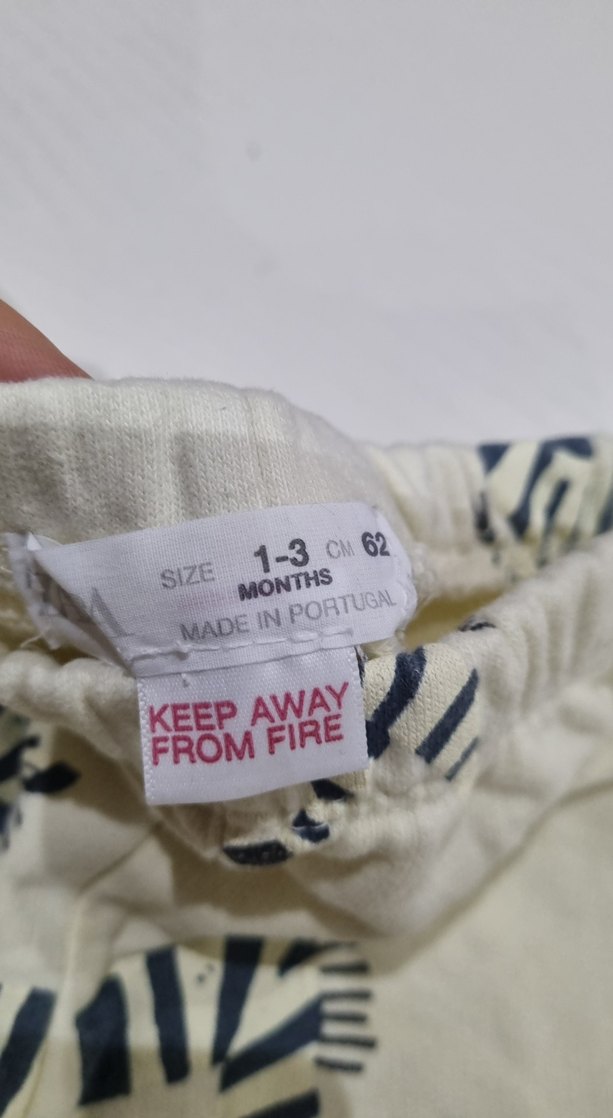 SIZE 1-3 CM 62
MONTHS
MADE IN PORTUGAL
KEEP AWAY
FROM FIRE